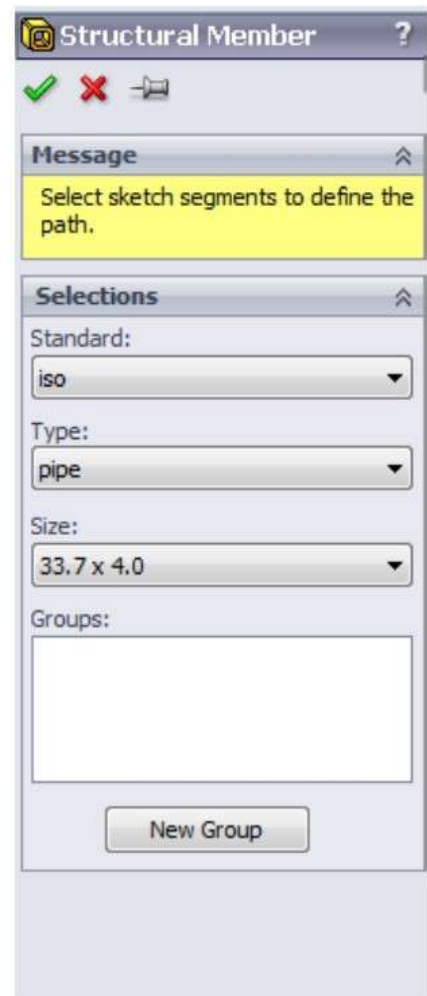 Structural Member ?
Message
Select sketch segments to define the
path.
Selections
Standard:
iso
Type:
pipe
Size:
33.7 x 4.0
Groups:
New Group